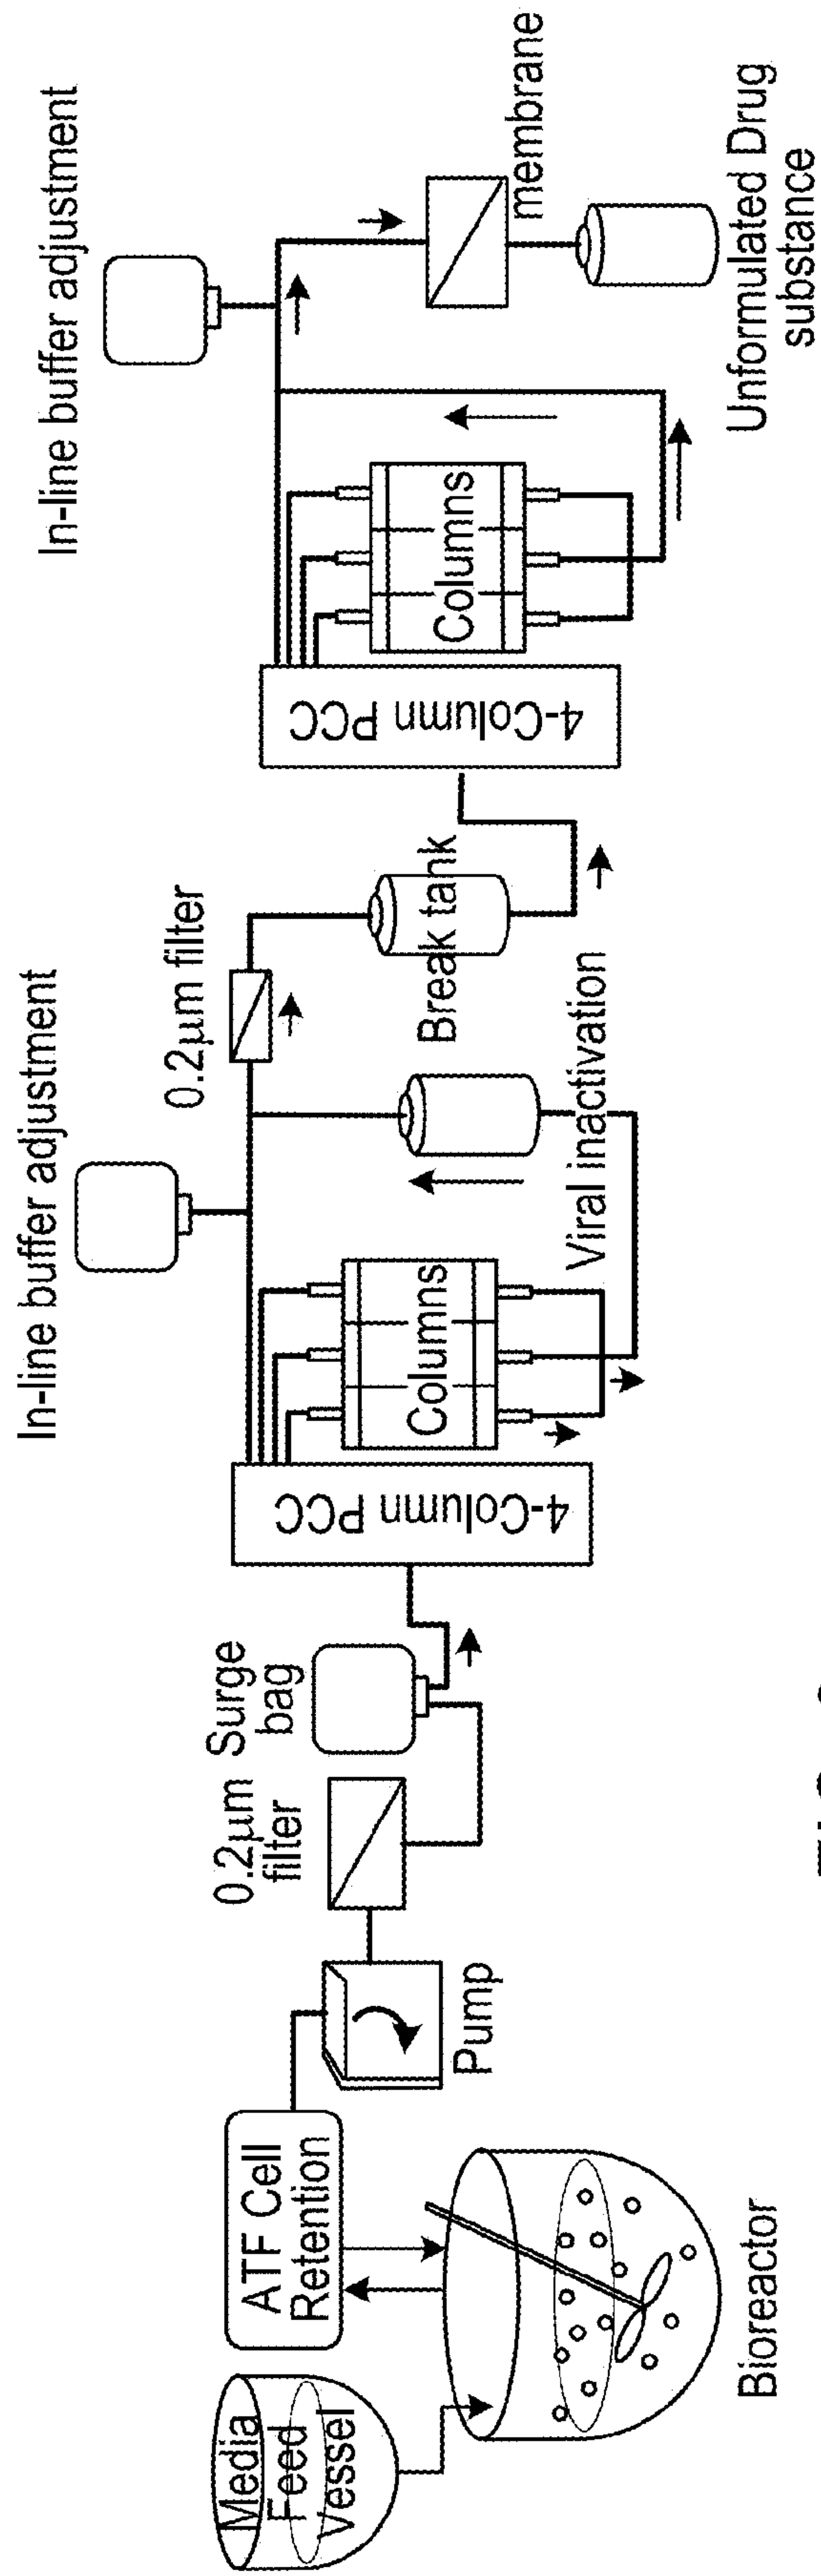 Media
Feed
Vessel
ATF Cell
Retention
Bioreactor
Pump
0.2µm
filter
Surge
bag
4-Column PCC
Columns
In-line buffer adjustment
Viral inactivation
0.2µm filter
Break tank
4-Column PCC
Columns
In-line buffer adjustment
membrane
Unformulated Drug
substance